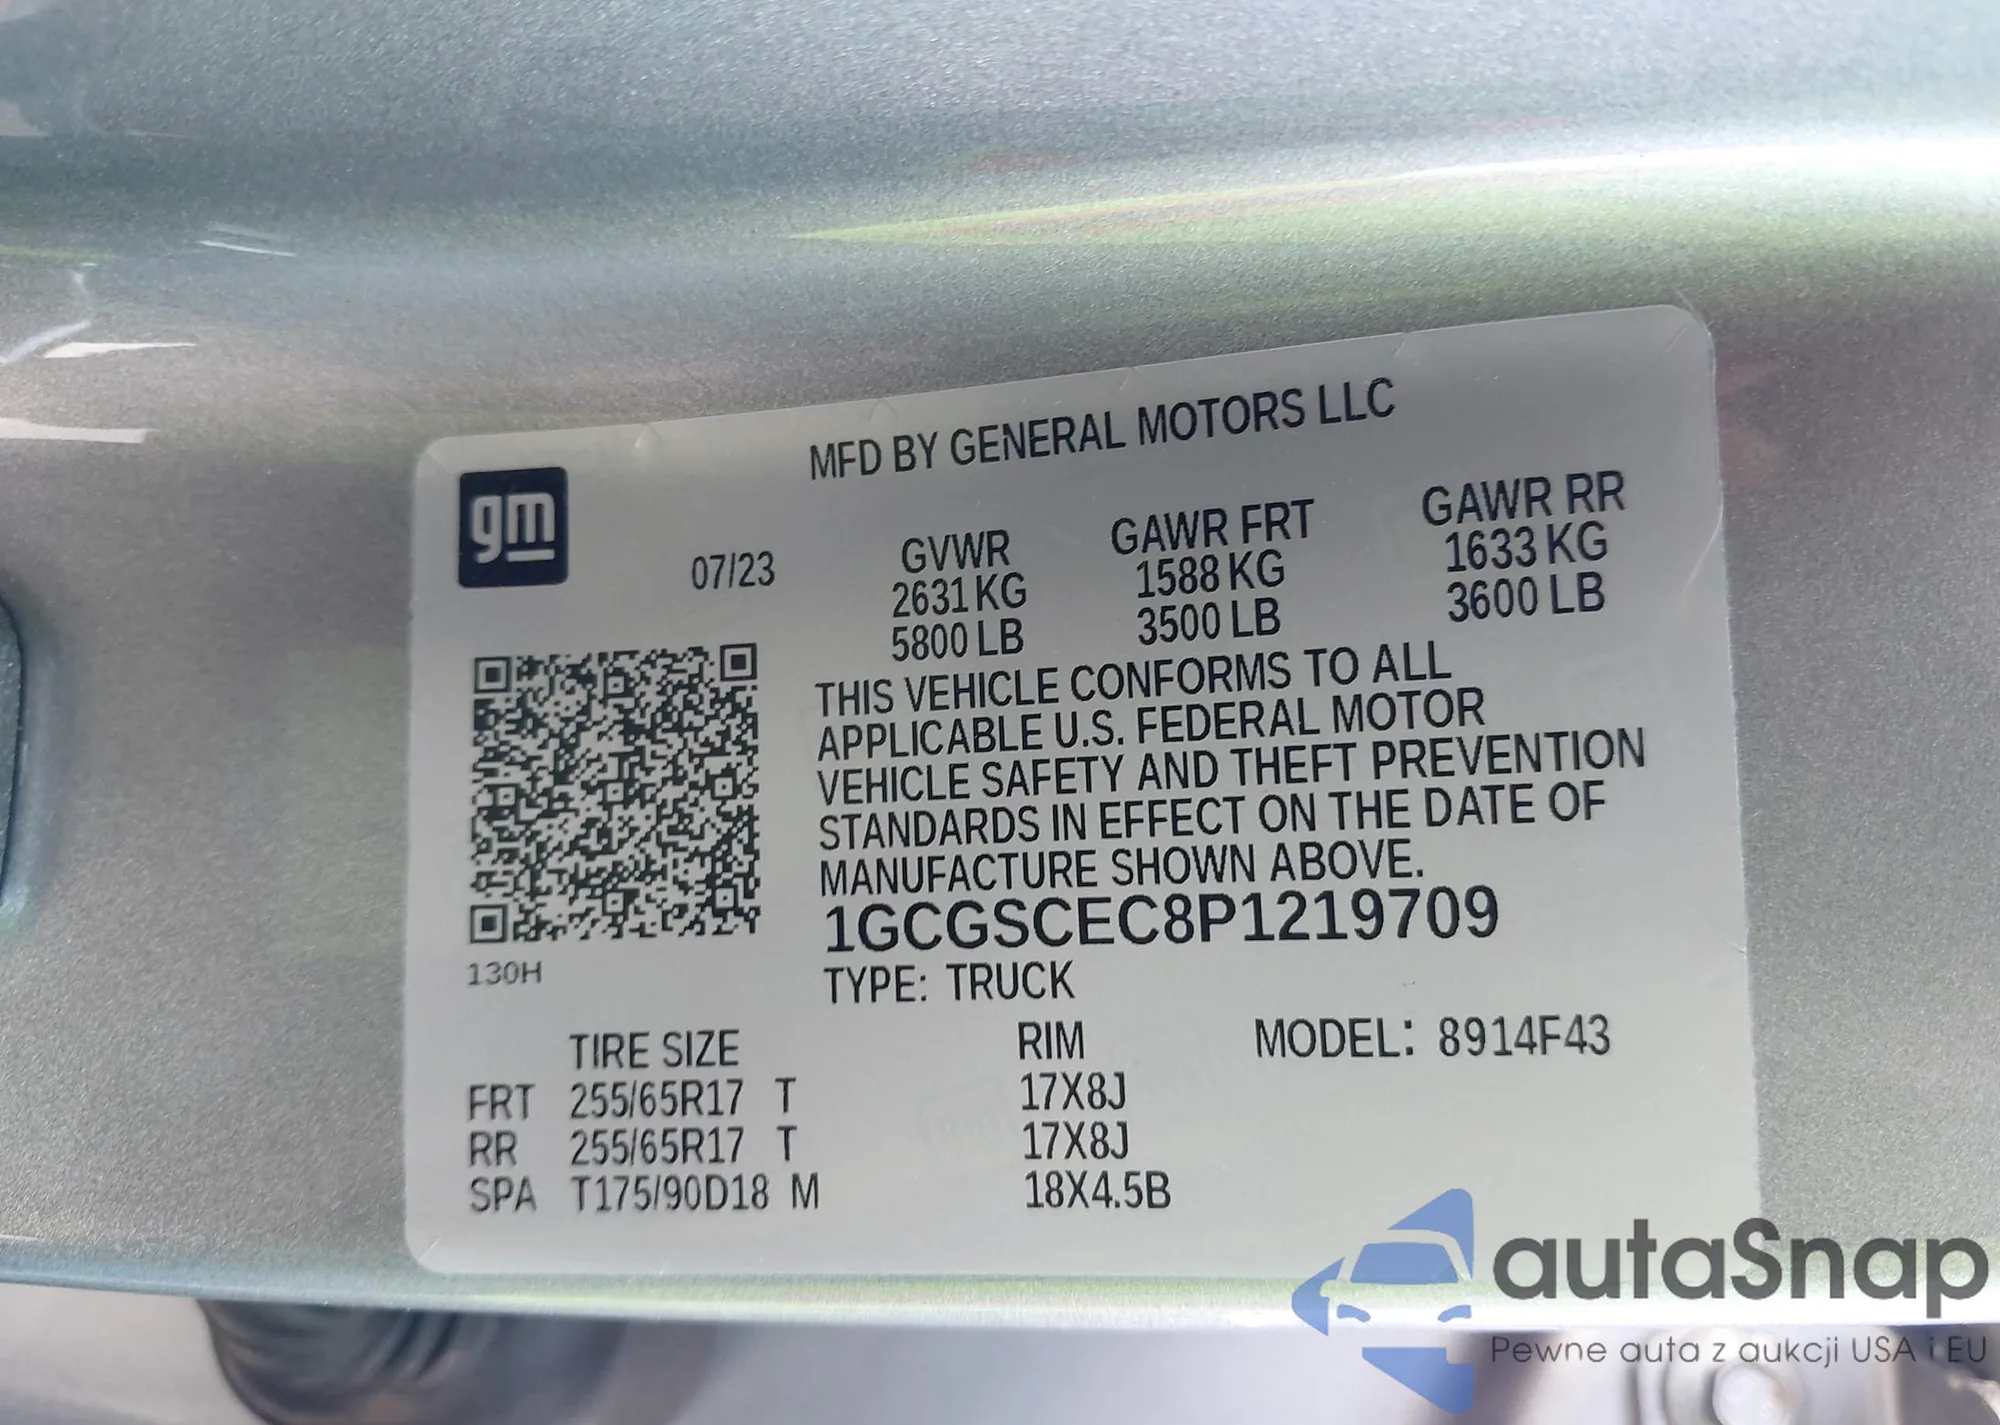 MFD BY GENERAL MOTORS LLC
gm
07/23
GVWR GAWR FRT GAWR RR
2631 KG 1588 KG 1633 KG
5800 LB 3500 LB 3600 LB
THIS VEHICLE CONFORMS TO ALL
APPLICABLE U.S. FEDERAL MOTOR
VEHICLE SAFETY AND THEFT PREVENTION
STANDARDS IN EFFECT ON THE DATE OF
MANUFACTURE SHOWN ABOVE.
1GCGSCEC8P1219709
130H
TYPE: TRUCK
TIRE SIZE RIM MODEL: 8914F43
FRT 255/65R17 T 17X8J
RR 255/65R17 T 17X8J
SPA T175/90D18 M 18X4.5B
autaSnap
Pewne auta z aukcji USA i EU